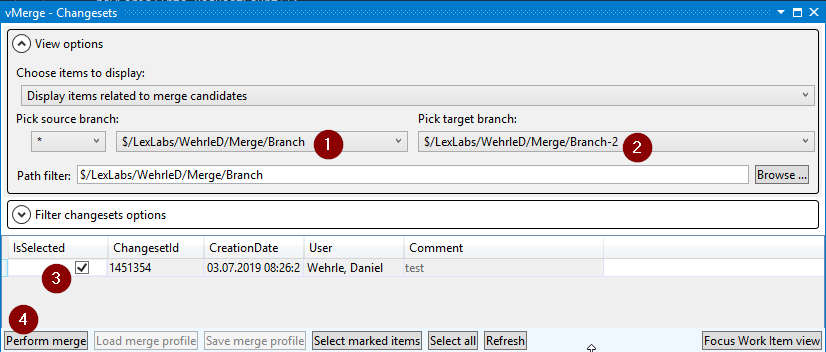 vMerge - Changesets
View options
Choose items to display:
Display items related to merge candidates
Pick source branch:
Pick target branch:
*
$/LexLabs/WehrleD/Merge/Branch
1
$/LexLabs/WehrleD/Merge/Branch-2
2
Path filter:
$/LexLabs/WehrleD/Merge/Branch
Browse ...
Filter changesets options
IsSelected ChangesetId CreationDate User Comment
3 1451354 03.07.2019 08:26:2 Wehrle, Daniel test
4
Perform merge Load merge profile Save merge profile Select marked items Select all Refresh Focus Work Item view